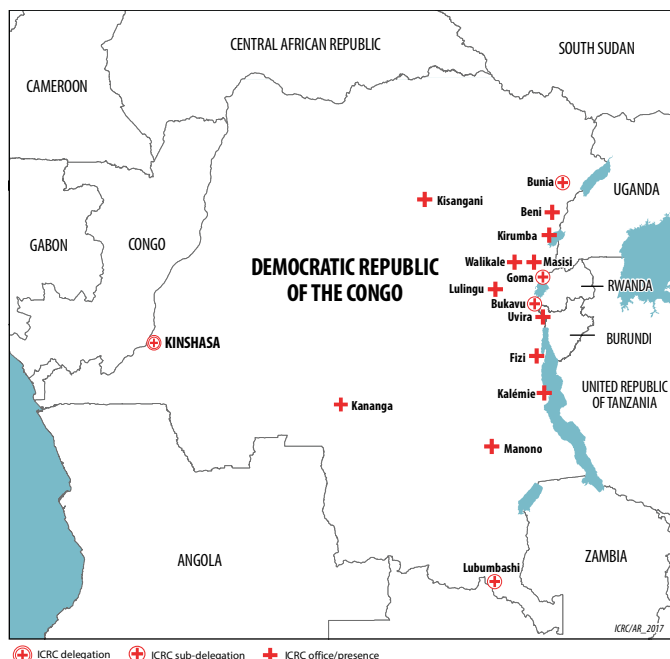 CENTRAL AFRICAN REPUBLIC
SOUTH SUDAN
CAMEROON
Bunia
UGANDA
Kisangani
Beni
Kirumba
GABON
CONGO
Walikale
Masisi
DEMOCRATIC REPUBLIC
OF THE CONGO
Goma
Lulingu
RWANDA
Bukavu
Uvira
KINSHASA
BURUNDI
Fizi
UNITED REPUBLIC
OF TANZANIA
Kalémie
Kananga
Manono
ANGOLA
ZAMBIA
Lubumbashi
ICRC/AR_2017
ICRC delegation
ICRC sub-delegation
ICRC office/presence